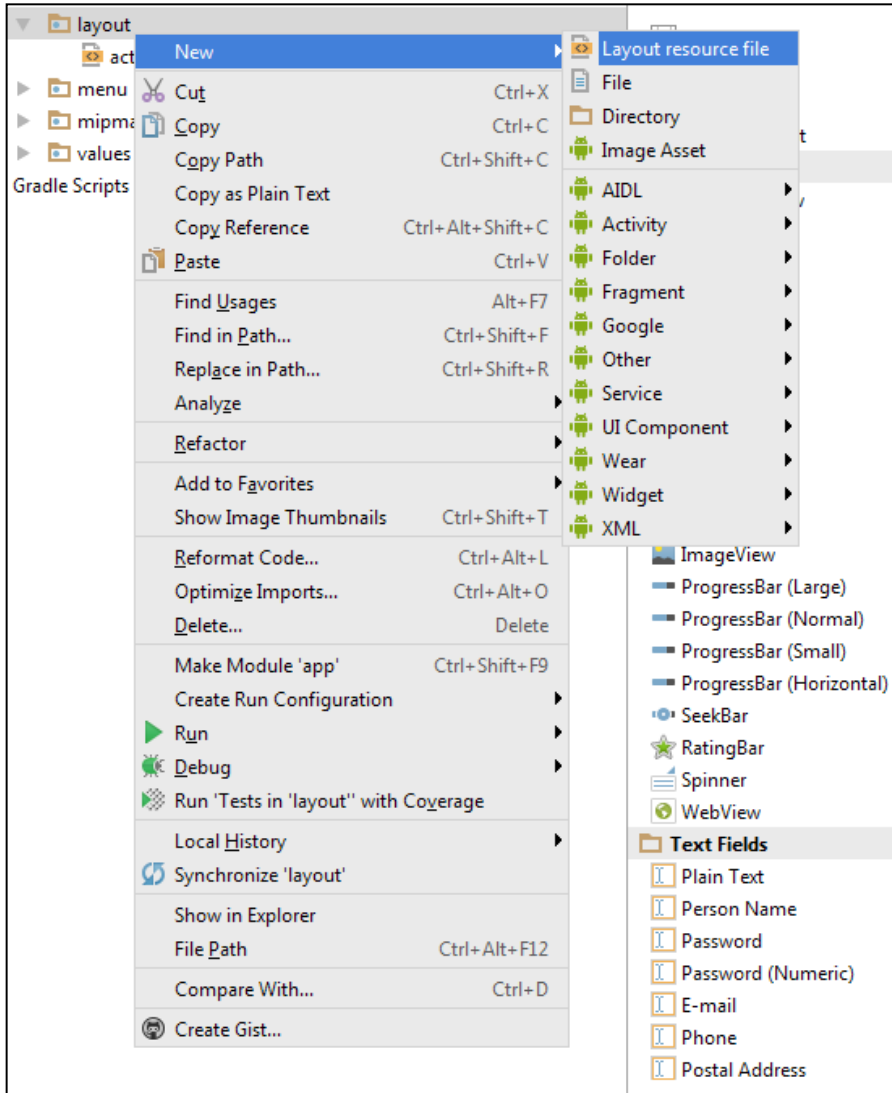 layout
act
menu
mipma
values
Gradle Scripts
New
Cut Ctrl+X
Copy Ctrl+C
Copy Path Ctrl+Shift+C
Copy as Plain Text
Copy Reference Ctrl+Alt+Shift+C
Paste Ctrl+V
Find Usages Alt+F7
Find in Path... Ctrl+Shift+F
Replace in Path... Ctrl+Shift+R
Analyze
Refactor
Add to Favorites
Show Image Thumbnails Ctrl+Shift+T
Reformat Code... Ctrl+Alt+L
Optimize Imports... Ctrl+Alt+O
Delete... Delete
Make Module 'app' Ctrl+Shift+F9
Create Run Configuration
Run
Debug
Run 'Tests in 'layout'' with Coverage
Local History
Synchronize 'layout'
Show in Explorer
File Path Ctrl+Alt+F12
Compare With... Ctrl+D
Create Gist...
Layout resource file
File
Directory
Image Asset
AIDL
Activity
Folder
Fragment
Google
Other
Service
UI Component
Wear
Widget
XML
t
ImageView
ProgressBar (Large)
ProgressBar (Normal)
ProgressBar (Small)
ProgressBar (Horizontal)
SeekBar
RatingBar
Spinner
WebView
Text Fields
Plain Text
Person Name
Password
Password (Numeric)
E-mail
Phone
Postal Address